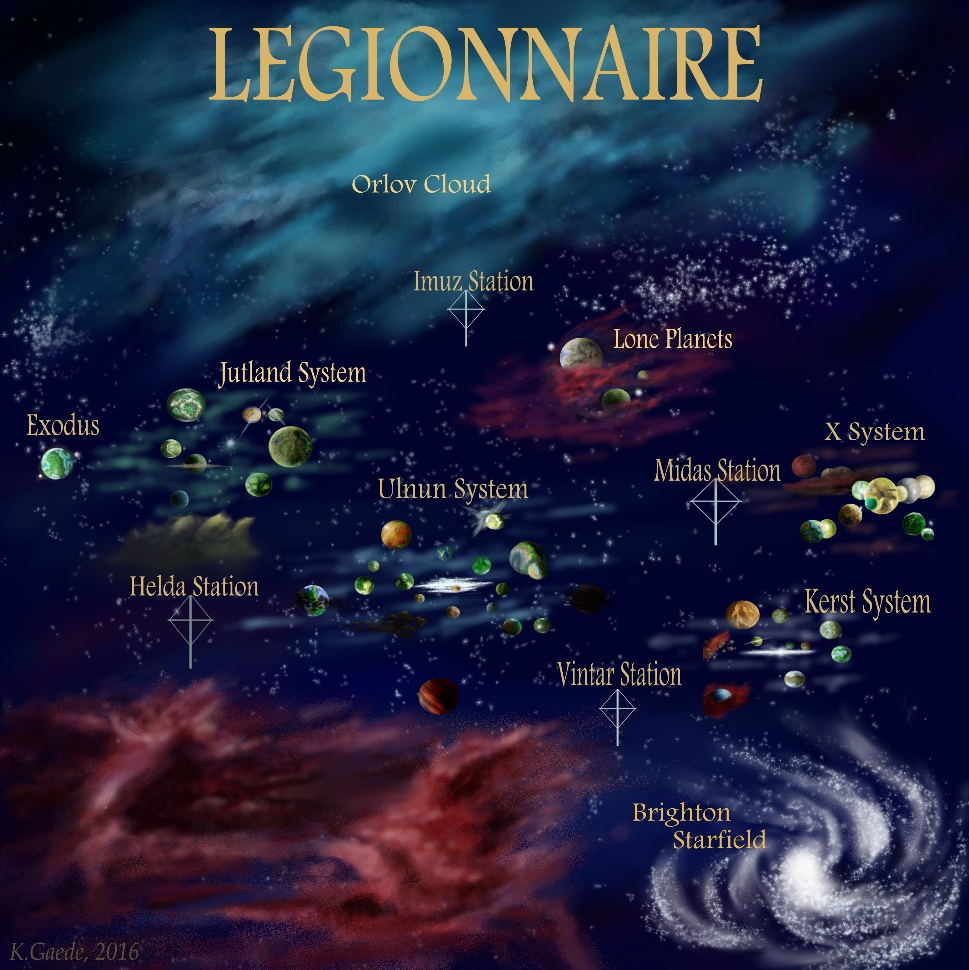 LEGIONNAIRE
Orlov Cloud
Imuz Station
Lone Planets
Jutland System
Exodus
X System
Midas Station
Ulnun System
Helda Station
Kerst System
Vintar Station
Brighton
Starfield
K.Gaede, 2016